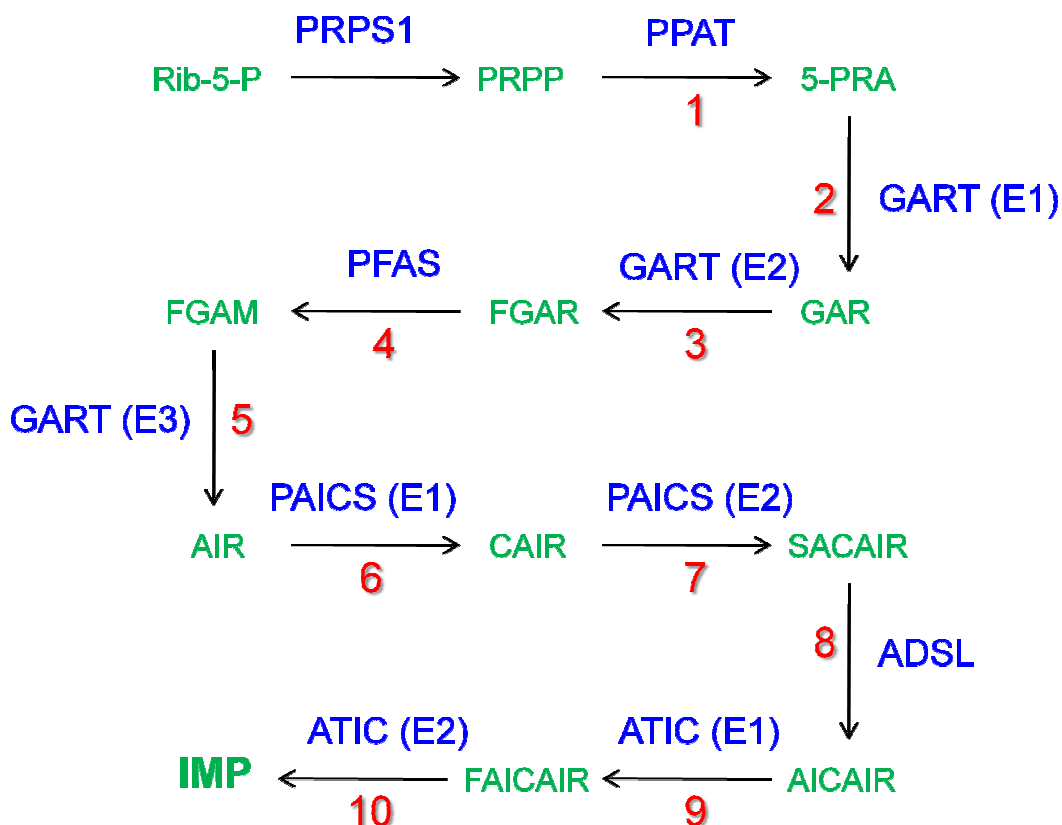 PRPS1 PPAT
Rib-5-P PRPP 5-PRA
1
2 GART (E1)
PFAS GART (E2)
FGAM FGAR GAR
4 3
GART (E3) 5
PAICS (E1) PAICS (E2)
AIR CAIR SACAIR
6 7
8 ADSL
ATIC (E2) ATIC (E1)
IMP FAICAIR AICAIR
10 9